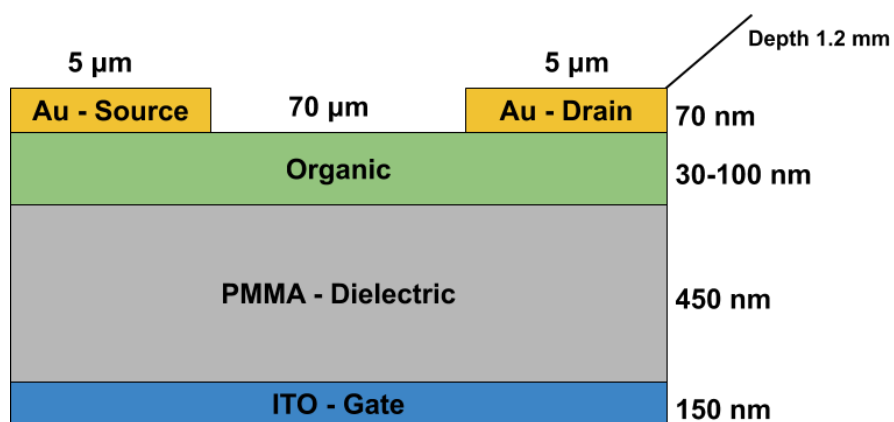 Depth 1.2 mm
5 µm
5 µm
Au - Source
70 µm
Au - Drain
70 nm
Organic
30-100 nm
PMMA - Dielectric
450 nm
ITO - Gate
150 nm